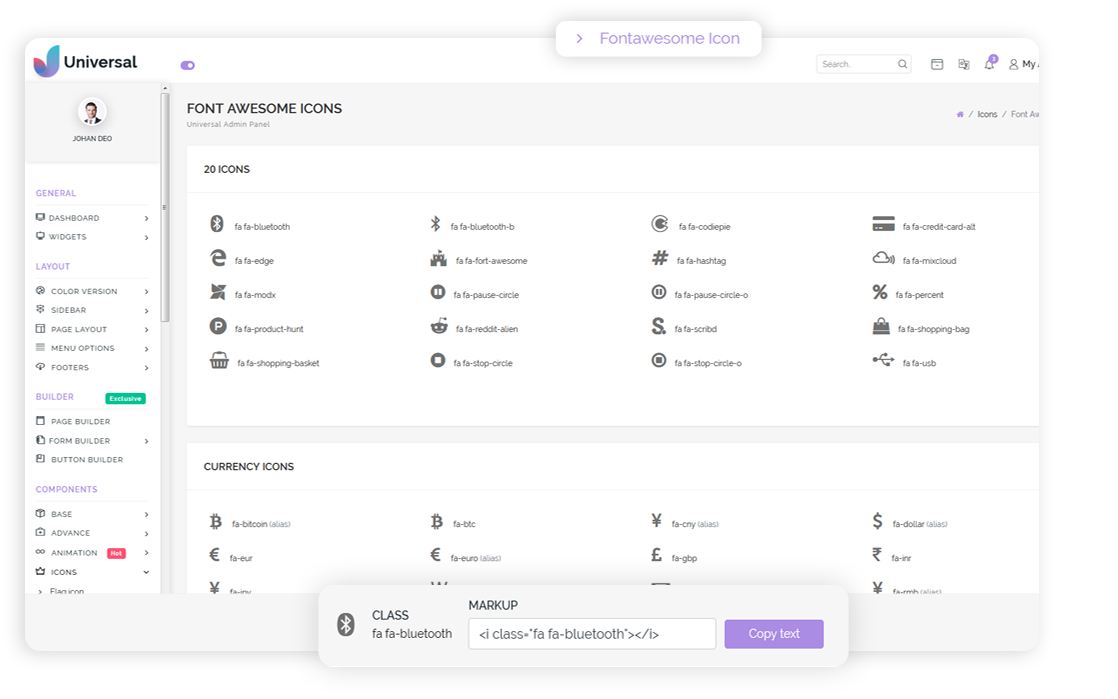 Fontawesome Icon
Universal
Search.
3
My
JOHAN DEO
FONT AWESOME ICONS
Universal Admin Panel
/ Icons / Font Aw
GENERAL
DASHBOARD
WIDGETS
LAYOUT
COLOR VERSION
SIDEBAR
PAGE LAYOUT
MENU OPTIONS
FOOTERS
BUILDER Exclusive
PAGE BUILDER
FORM BUILDER
BUTTON BUILDER
COMPONENTS
BASE
ADVANCE
ANIMATION Hot
ICONS
Flag icon
20 ICONS
fa fa-bluetooth fa fa-bluetooth-b fa fa-codiepie fa fa-credit-card-alt
fa fa-edge fa fa-fort-awesome fa fa-hashtag fa fa-mixcloud
fa fa-modx fa fa-pause-circle fa fa-pause-circle-o fa fa-percent
fa fa-product-hunt fa fa-reddit-alien fa fa-scribd fa fa-shopping-bag
fa fa-shopping-basket fa fa-stop-circle fa fa-stop-circle-o fa fa-usb
CURRENCY ICONS
fa-bitcoin (alias) fa-btc fa-cny (alias) fa-dollar (alias)
fa-eur fa-euro (alias) fa-gbp fa-inr
fa-jpy fa-rmb (alias)
CLASS
fa fa-bluetooth
MARKUP
<i class="fa fa-bluetooth"></i>
Copy text